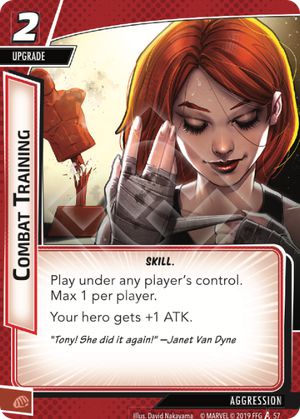 2
UPGRADE
COMBAT TRAINING
SKILL.
Play under any player's control.
Max 1 per player.
Your hero gets +1 ATK.
"Tony! She did it again!" —Janet Van Dyne
AGGRESSION
Illus. David Nakayama © MARVEL © 2019 FFG 57